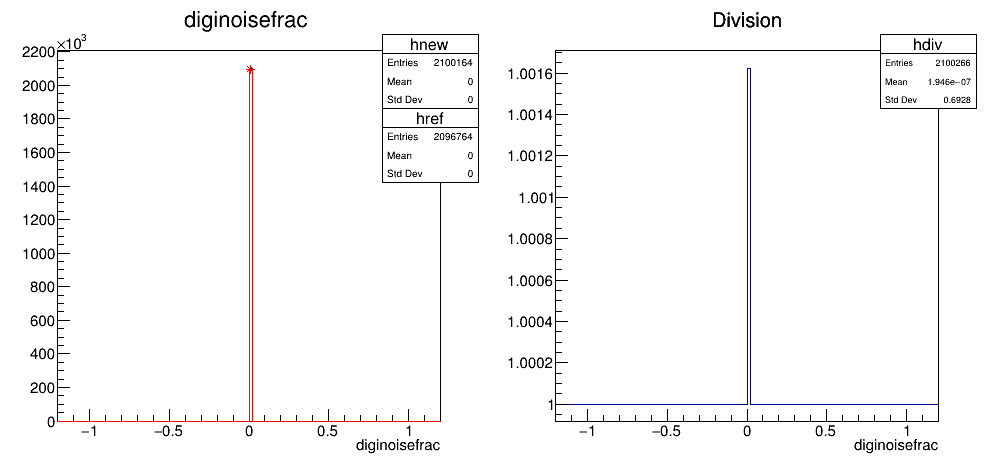 diginoisefrac
×10³
2200
2000
1800
1600
1400
1200
1000
800
600
400
200
0
−1 −0.5 0 0.5 1
diginoisefrac
hnew
Entries 2100164
Mean 0
Std Dev 0
href
Entries 2096764
Mean 0
Std Dev 0
Division
1.0016
1.0014
1.0012
1.001
1.0008
1.0006
1.0004
1.0002
1
−1 −0.5 0 0.5 1
diginoisefrac
hdiv
Entries 2100266
Mean 1.946e−07
Std Dev 0.6928